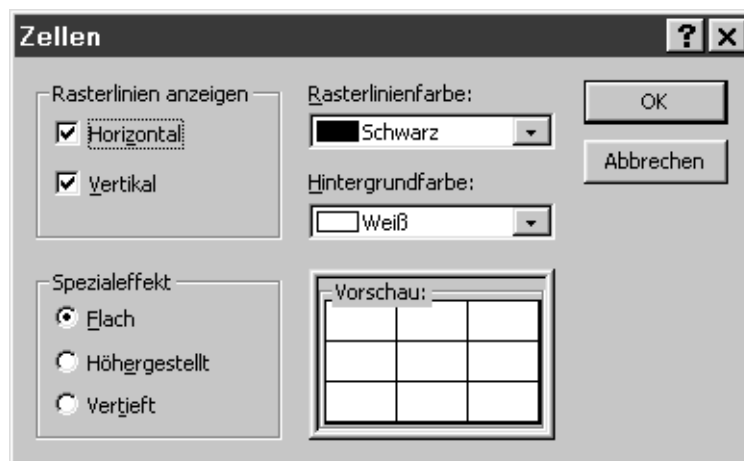 Zellen
Rasterlinien anzeigen
Horizontal
Vertikal
Rasterlinienfarbe:
Schwarz
Hintergrundfarbe:
Weiß
OK
Abbrechen
Spezialeffekt
Flach
Höhergestellt
Vertieft
Vorschau: